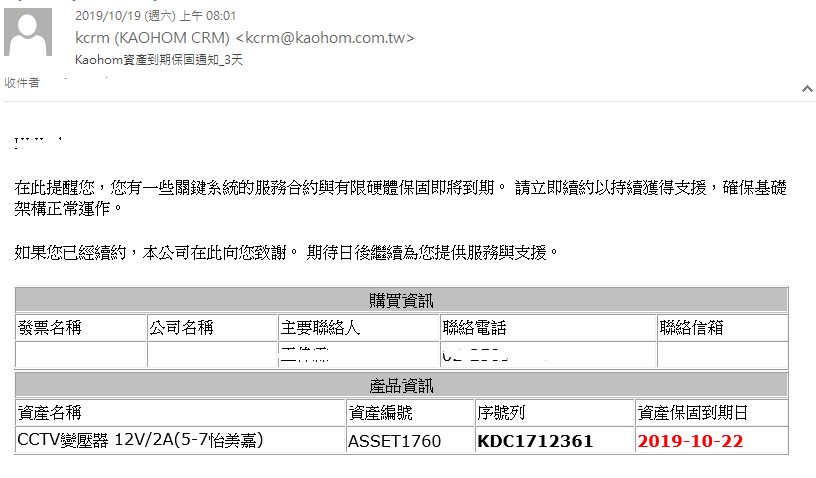 2019/10/19 (週六) 上午 08:01
kcrm (KAOHOM CRM) <kcrm@kaohom.com.tw>
Kaohom資產到期保固通知_3天
收件者
在此提醒您，您有一些關鍵系統的服務合約與有限硬體保固即將到期。 請立即續約以持續獲得支援，確保基礎
架構正常運作。
如果您已經續約，本公司在此向您致謝。 期待日後繼續為您提供服務與支援。
購買資訊
發票名稱 公司名稱 主要聯絡人 聯絡電話 聯絡信箱
產品資訊
資產名稱 資產編號 序號列 資產保固到期日
CCTV變壓器 12V/2A(5-7怡美嘉) ASSET1760 KDC1712361 2019-10-22